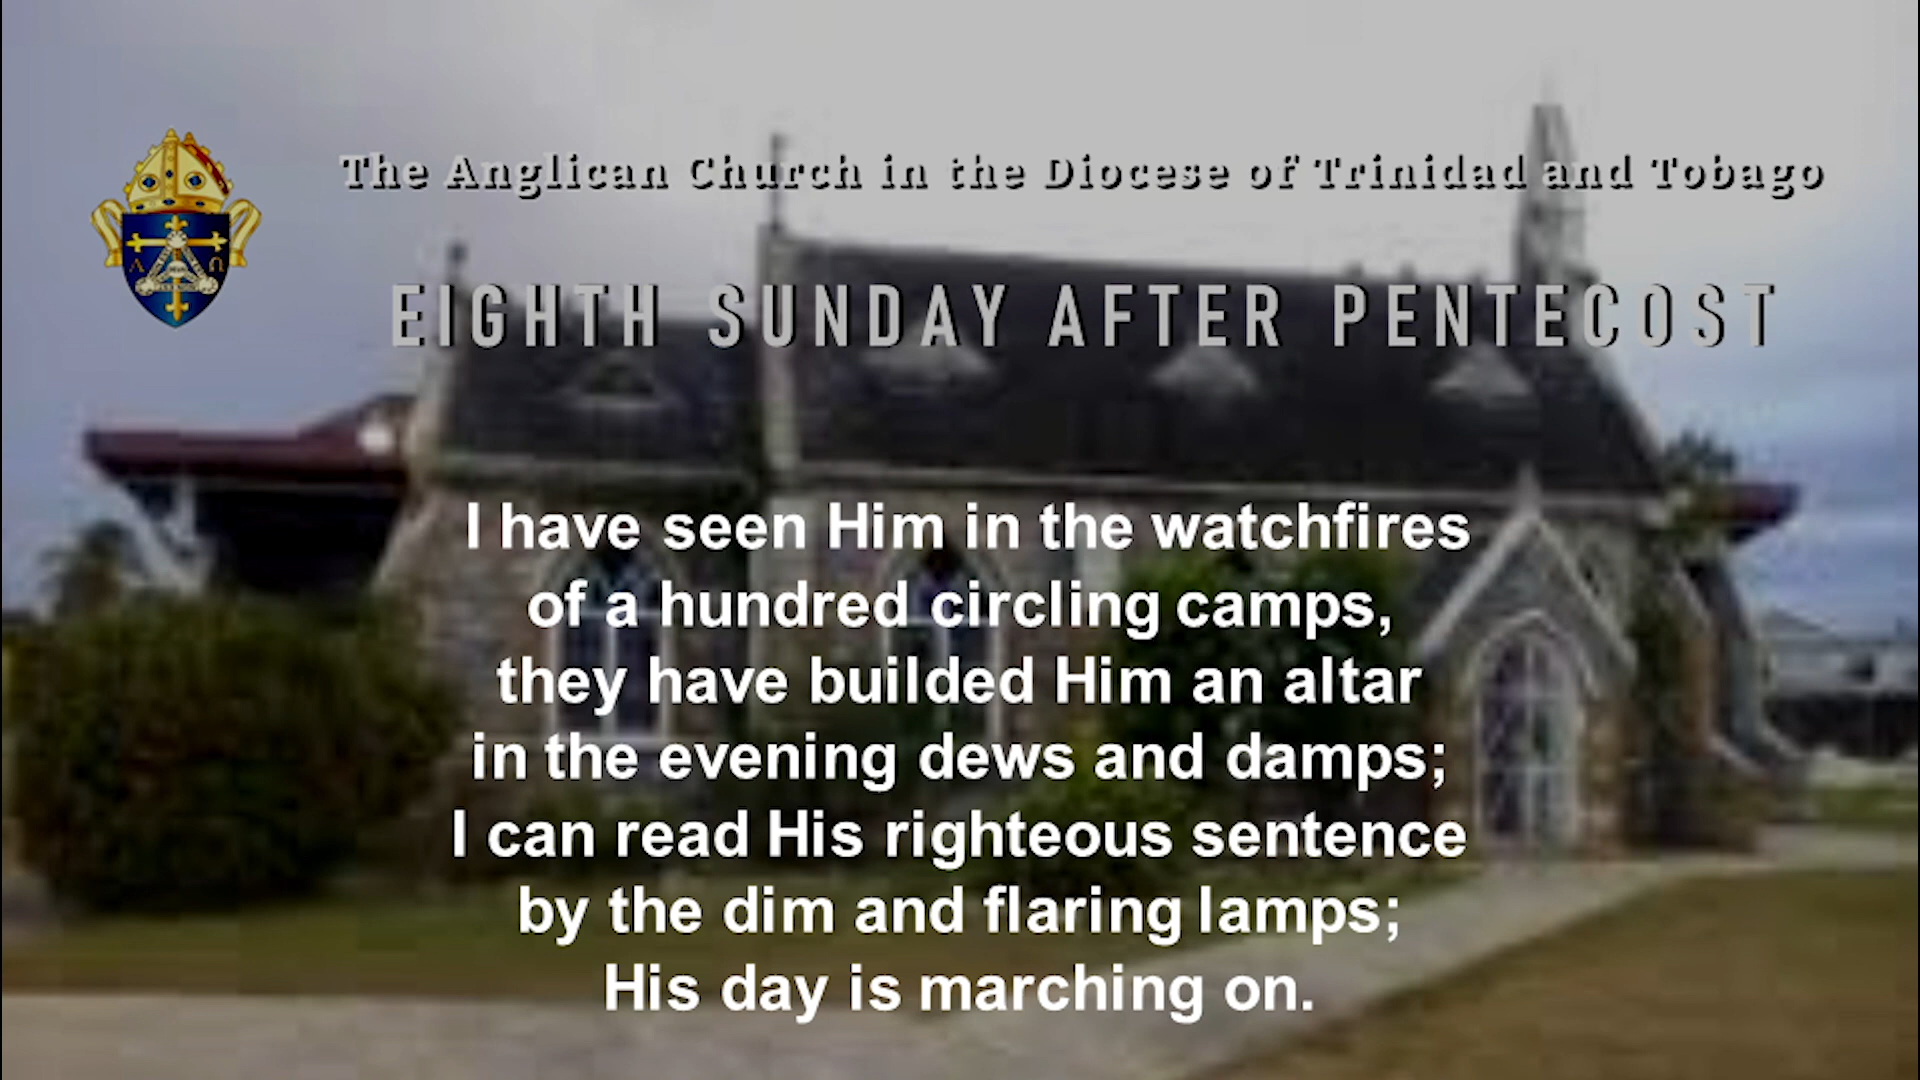 The Anglican Church in the Diocese of Trinidad and Tobago
EIGHTH SUNDAY AFTER PENTECOST
I have seen Him in the watchfires
of a hundred circling camps,
they have builded Him an altar
in the evening dews and damps;
I can read His righteous sentence
by the dim and flaring lamps;
His day is marching on.